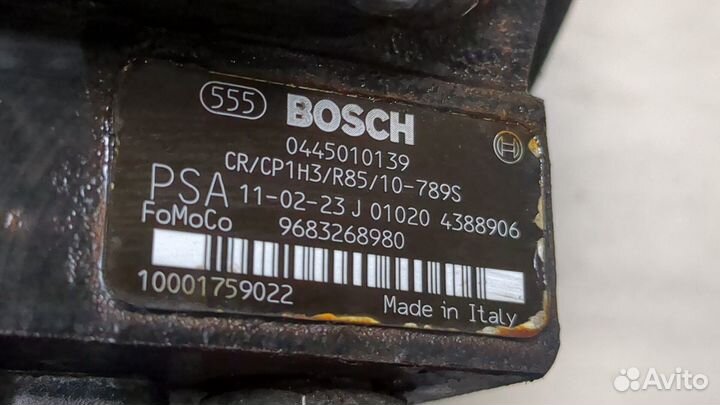 555 BOSCH
0445010139
CR/CP1H3/R85/10-789S
PSA 11-02-23 J 01020 4388906
FoMoCo 9683268980
10001759022 Made in Italy
Avito